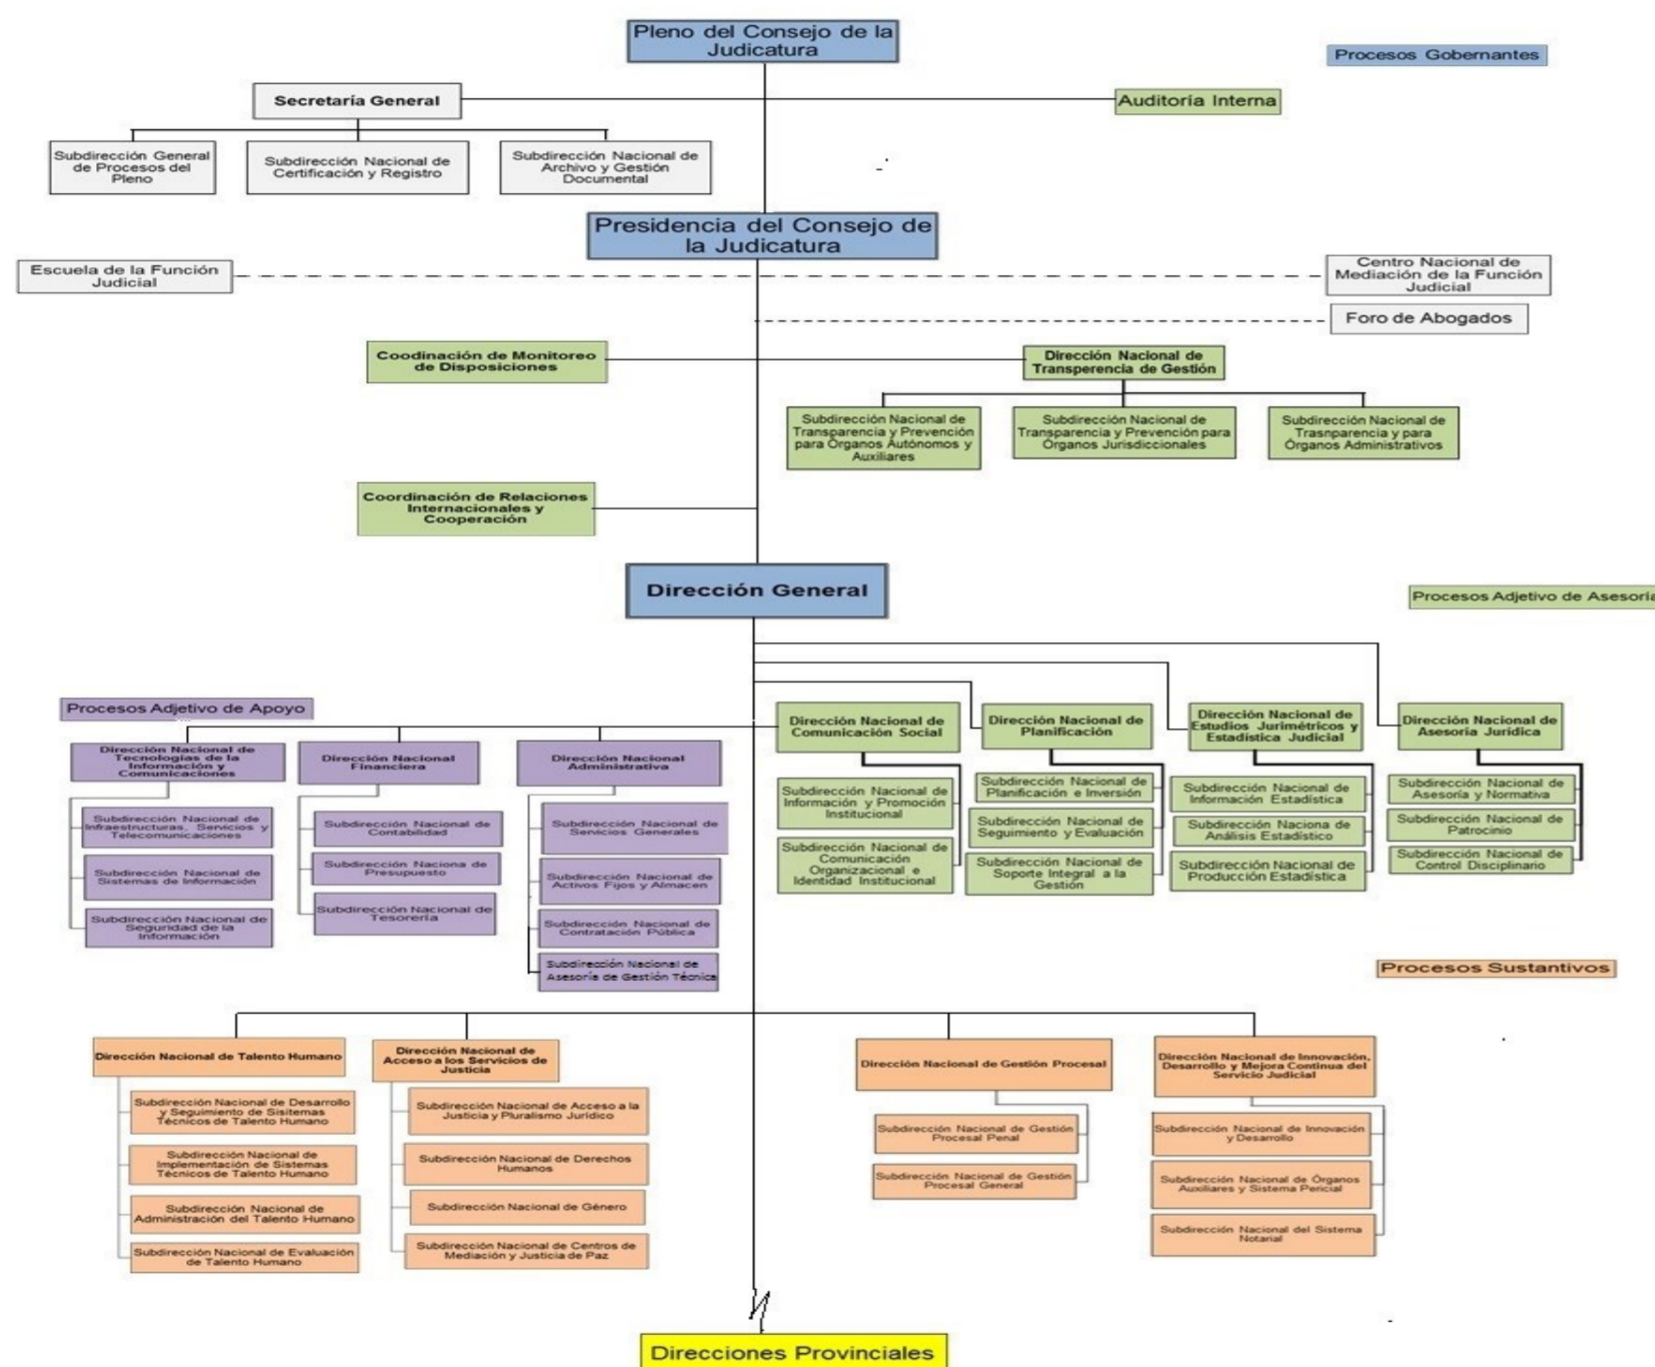 Pleno del Consejo de la
Judicatura
Procesos Gobernantes
Secretaría General
Auditoría Interna
Subdirección General
de Procesos del
Pleno
Subdirección Nacional de
Certificación y Registro
Subdirección Nacional de
Archivo y Gestión
Documental
Presidencia del Consejo de
la Judicatura
Escuela de la Función
Judicial
Centro Nacional de
Mediación de la Función
Judicial
Foro de Abogados
Coodinación de Monitoreo
de Disposiciones
Dirección Nacional de
Transperencia de Gestión
Subdirección Nacional de
Transparencia y Prevención
para Órganos Autónomos y
Auxiliares
Subdirección Nacional de
Transparencia y Prevención para
Órganos Jurisdiccionales
Subdirección Nacional de
Trasnparencia y para
Órganos Administrativos
Coordinación de Relaciones
Internacionales y
Cooperación
Dirección General
Procesos Adjetivo de Asesoría
Procesos Adjetivo de Apoyo
Dirección Nacional de
Tecnologías de la
Información y
Comunicaciones
Subdirección Nacional de
Infraestructuras, Servicios y
Telecomunicaciones
Subdirección Nacional de
Sistemas de Información
Subdirección Nacional de
Seguridad de la
Información
Dirección Nacional
Financiera
Subdirección Nacional de
Contabilidad
Subdirección Naciona de
Presupuesto
Subdirección Nacional de
Tesorería
Dirección Nacional
Administrativa
Subdirección Nacional de
Servicios Generales
Subdirección Nacional de
Activos Fijos y Almacen
Subdirección Nacional de
Contratación Pública
Subdirección Nacional de
Asesoría de Gestión Técnica
Dirección Nacional de
Comunicación Social
Subdirección Nacional de
Información y Promoción
Institucional
Subdirección Nacional de
Comunicación
Organizacional e
Identidad Institucional
Dirección Nacional de
Planificación
Subdirección Nacional de
Planificación e Inversión
Subdirección Nacional de
Seguimiento y Evaluación
Subdirección Nacional de
Soporte Integral a la
Gestión
Dirección Nacional de
Estudios Jurimétricos y
Estadística Judicial
Subdirección Nacional de
Información Estadística
Subdirección Naciona de
Análisis Estadístico
Subdirección Nacional de
Producción Estadística
Dirección Nacional de
Asesoría Jurídica
Subdirección Nacional de
Asesoría y Normativa
Subdirección Nacional de
Patrocinio
Subdirección Nacional de
Control Disciplinario
Procesos Sustantivos
Dirección Nacional de Talento Humano
Subdirección Nacional de Desarrollo
y Seguimiento de Sisitemas
Técnicos de Talento Humano
Subdirección Nacional de
Implementación de Sistemas
Técnicos de Talento Humano
Subdirección Nacional de
Administración del Talento Humano
Subdirección Nacional de Evaluación
de Talento Humano
Dirección Nacional de
Acceso a los Servicios de
Justicia
Subdirección Nacional de Acceso a la
Justicia y Pluralismo Jurídico
Subdirección Nacional de Derechos
Humanos
Subdirección Nacional de Género
Subdirección Nacional de Centros de
Mediación y Justicia de Paz
Dirección Nacional de Gestión Procesal
Subdirección Nacional de Gestión
Procesal Penal
Subdirección Nacional de Gestión
Procesal General
Dirección Nacional de Innovación,
Desarrollo y Mejora Continua del
Servicio Judicial
Subdirección Nacional de Innovación
y Desarrollo
Subdirección Nacional de Órganos
Auxiliares y Sistema Pericial
Subdirección Nacional del Sistema
Notarial
Direcciones Provinciales